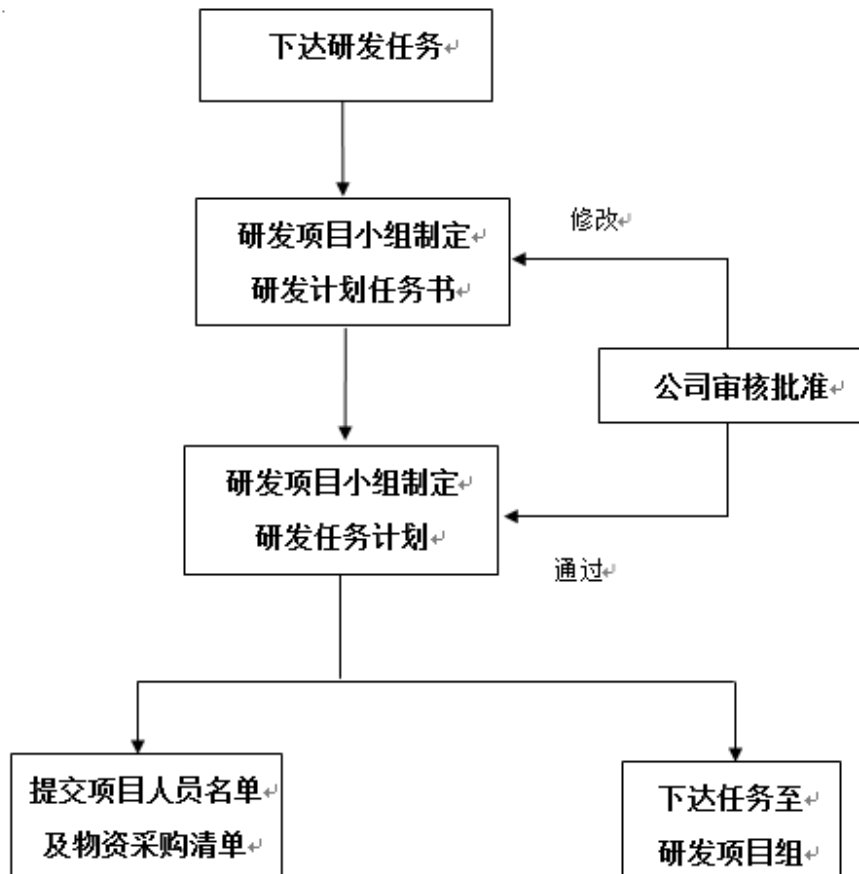 下达研发任务
研发项目小组制定
研发计划任务书
修改
公司审核批准
研发项目小组制定
研发任务计划
通过
提交项目人员名单
及物资采购清单
下达任务至
研发项目组